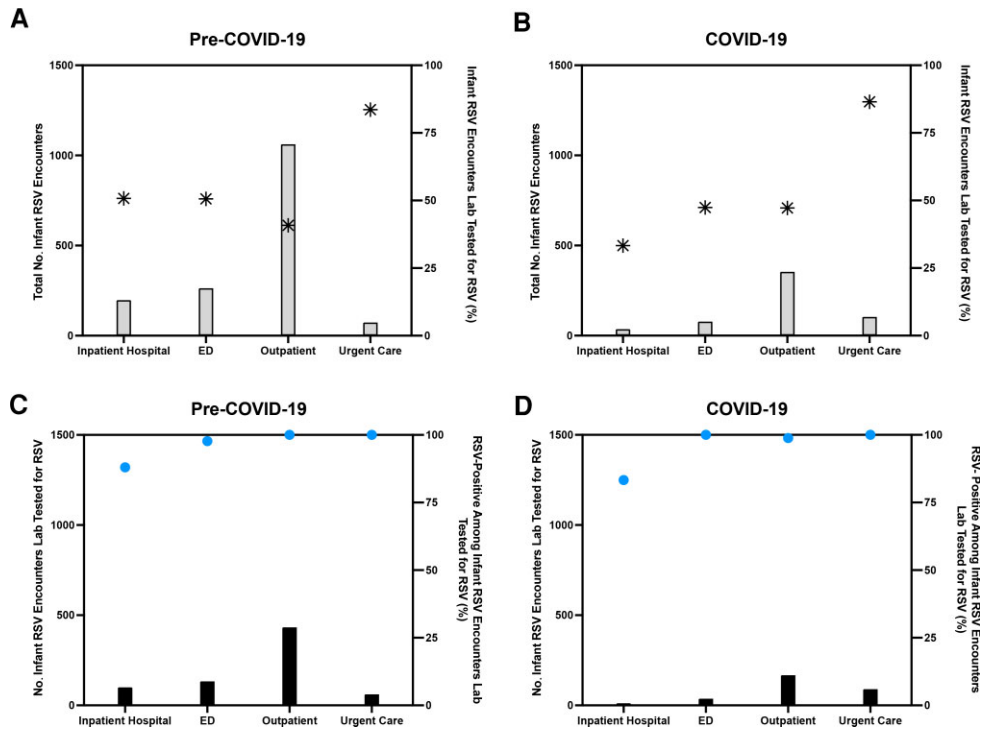 A
Pre-COVID-19
Total No. Infant RSV Encounters
1500
1000
500
0
100
75
50
25
0
Infant RSV Encounters Lab Tested for RSV (%)
Inpatient Hospital ED Outpatient Urgent Care
B
COVID-19
Total No. Infant RSV Encounters
1500
1000
500
0
100
75
50
25
0
Infant RSV Encounters Lab Tested for RSV (%)
Inpatient Hospital ED Outpatient Urgent Care
C
Pre-COVID-19
No. Infant RSV Encounters Lab Tested for RSV
1500
1000
500
0
100
75
50
25
0
RSV-Positive Among Infant RSV Encounters Lab
Tested for RSV (%)
Inpatient Hospital ED Outpatient Urgent Care
D
COVID-19
No. Infant RSV Encounters Lab Tested for RSV
1500
1000
500
0
100
75
50
25
0
RSV- Positive Among Infant RSV Encounters
Lab Tested for RSV (%)
Inpatient Hospital ED Outpatient Urgent Care